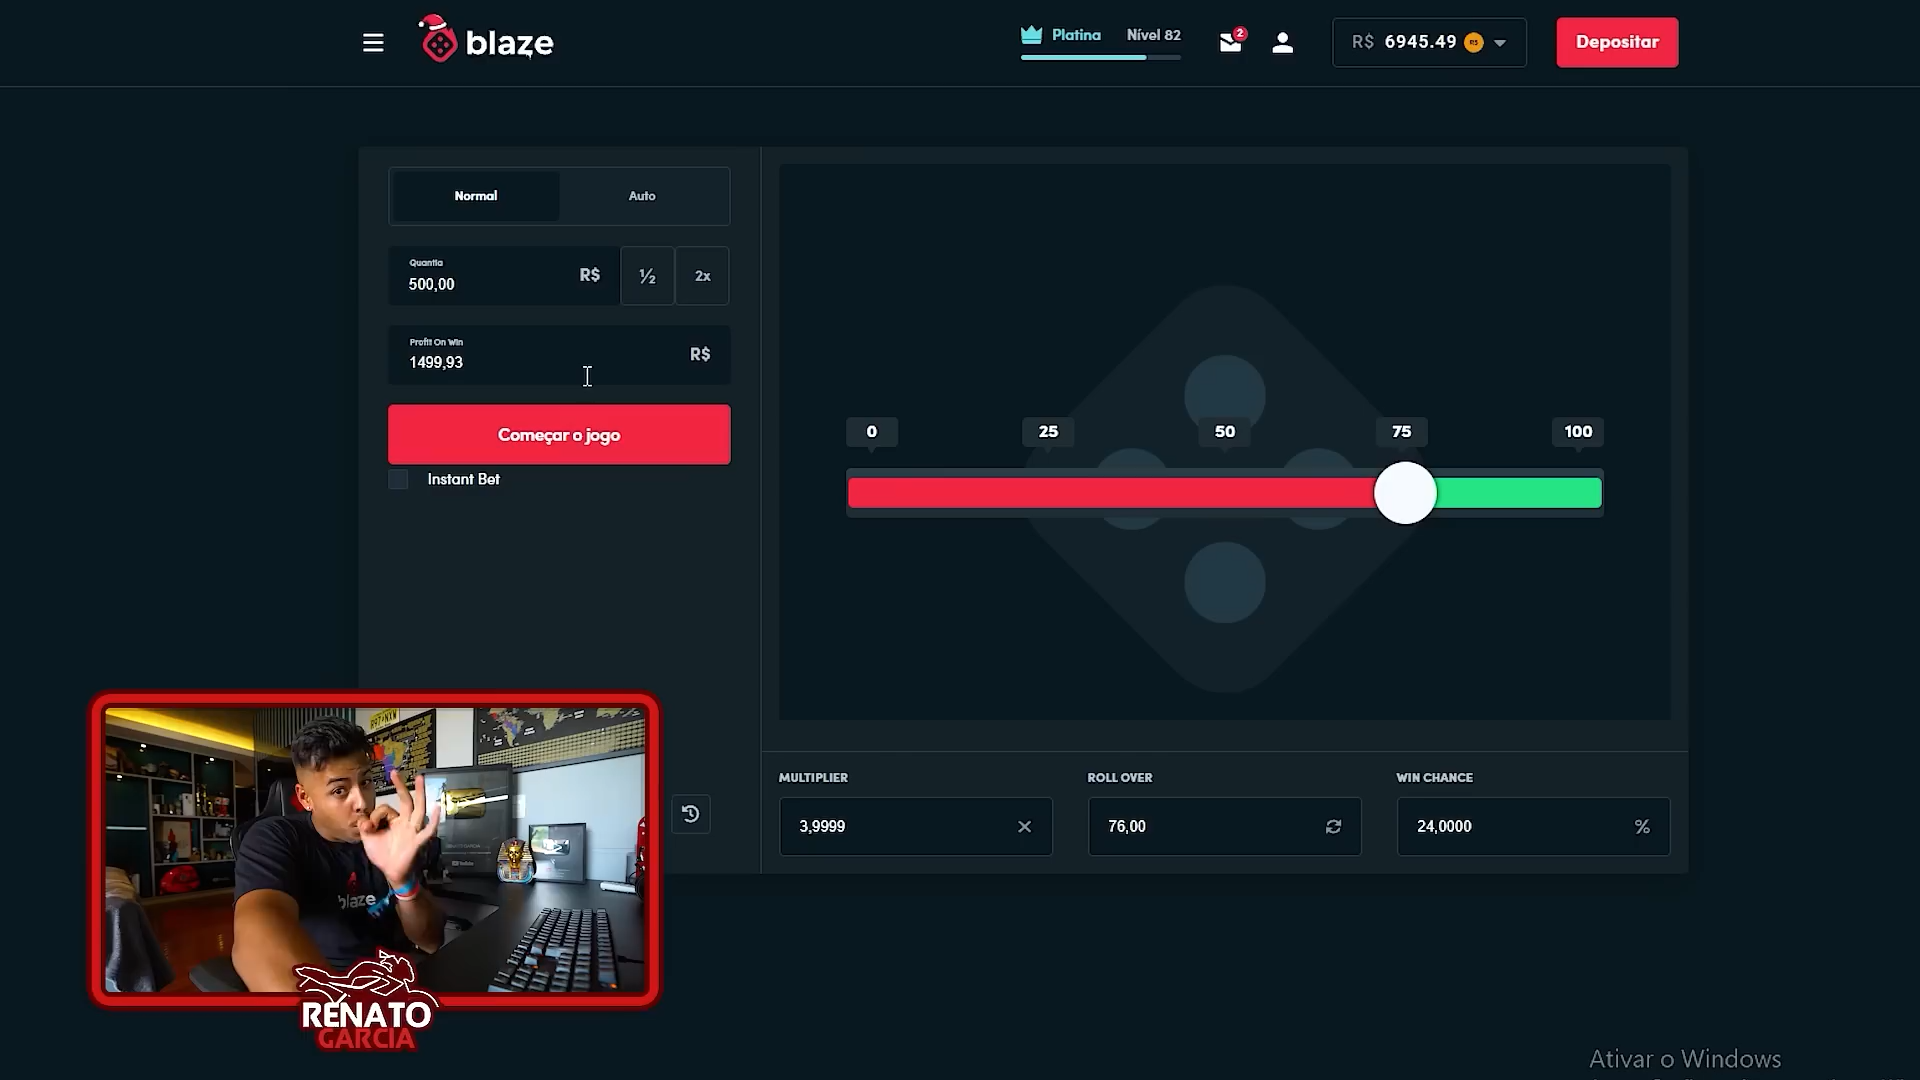 blaze
Platina Nível 82
2
R$ 6945.49 R$
Depositar
Normal
Auto
Quantia
500,00
R$
½
2x
Profit On Win
1499,93
R$
Começar o jogo
Instant Bet
0
25
50
75
100
MULTIPLIER
3,9999
ROLL OVER
76,00
WIN CHANCE
24,0000
%
blaze
RENATO
GARCIA
Ativar o Windows